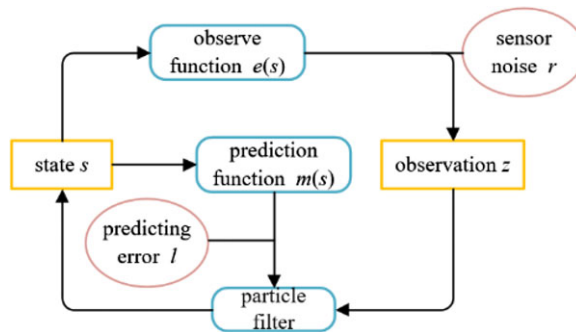 observe
function e(s)
sensor
noise r
state s
prediction
function m(s)
observation z
predicting
error l
particle
filter